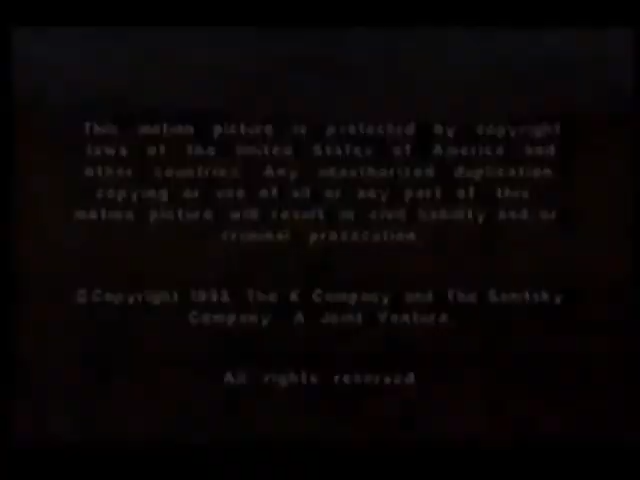 This motion picture is protected by copyright
laws of the United States of America and
other countries. Any unauthorized duplication,
copying or use of all or any part of this
motion picture will result in civil liability and/or
criminal prosecution.
©Copyright 1993, The K Company and The Samtsky
Company. A Joint Venture.
All rights reserved